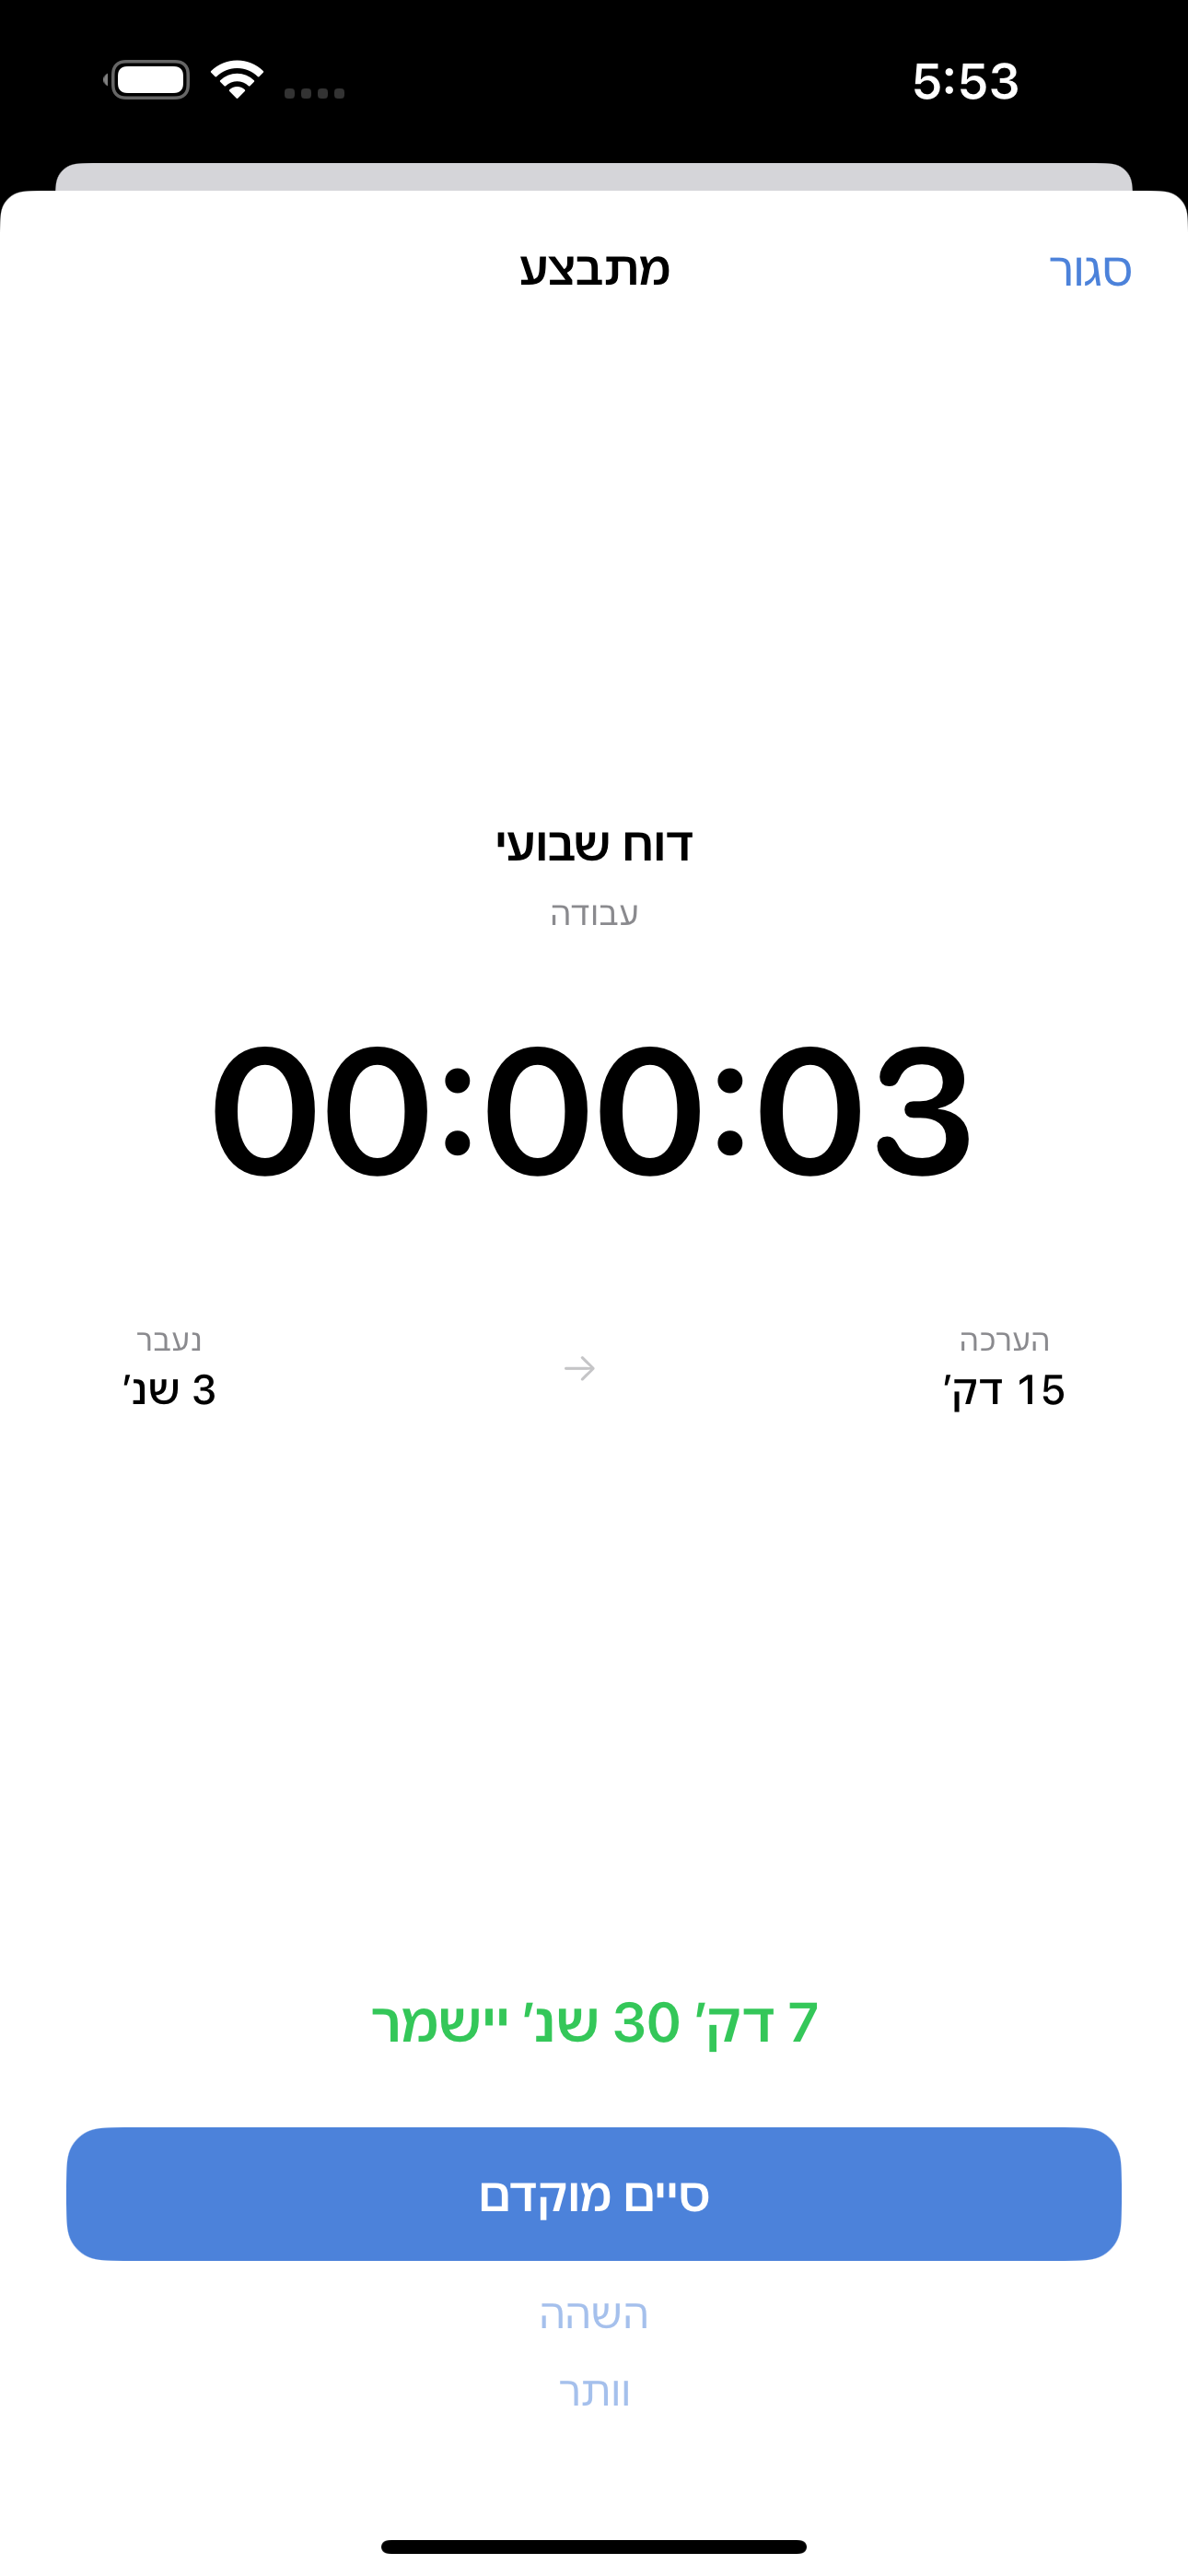 5:53
סגור
מתבצע
דוח שבועי
עבודה
00:00:03
הערכה
15 דק׳
נעבר
3 שנ׳
7 דק׳ 30 שנ׳ יישמר
סיים מוקדם
השהה
וותר